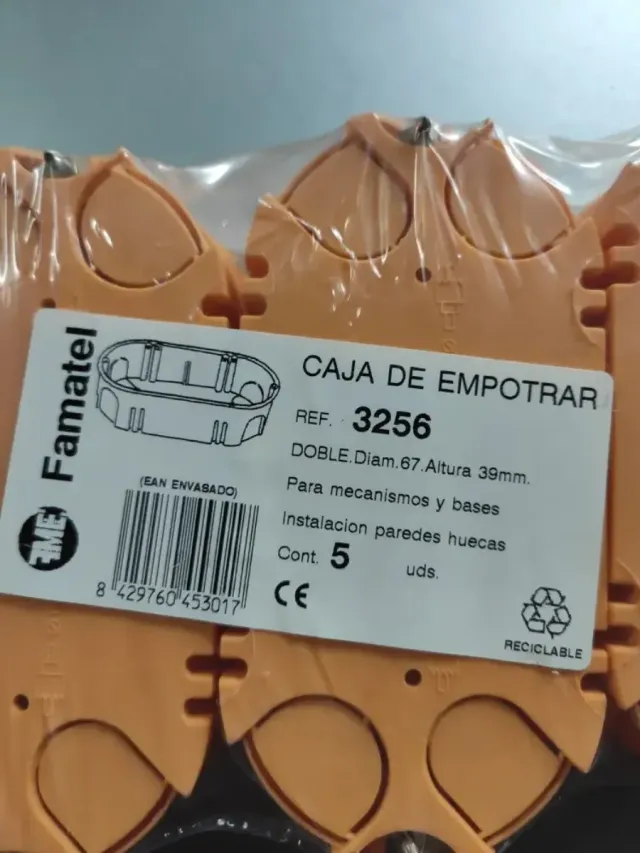 Famatel
CAJA DE EMPOTRAR
REF. 3256
DOBLE.Diam.67.Altura 39mm.
Para mecanismos y bases
Instalacion paredes huecas
Cont. 5 uds.
(EAN ENVASADO)
8 429760 453017
CE
RECICLABLE